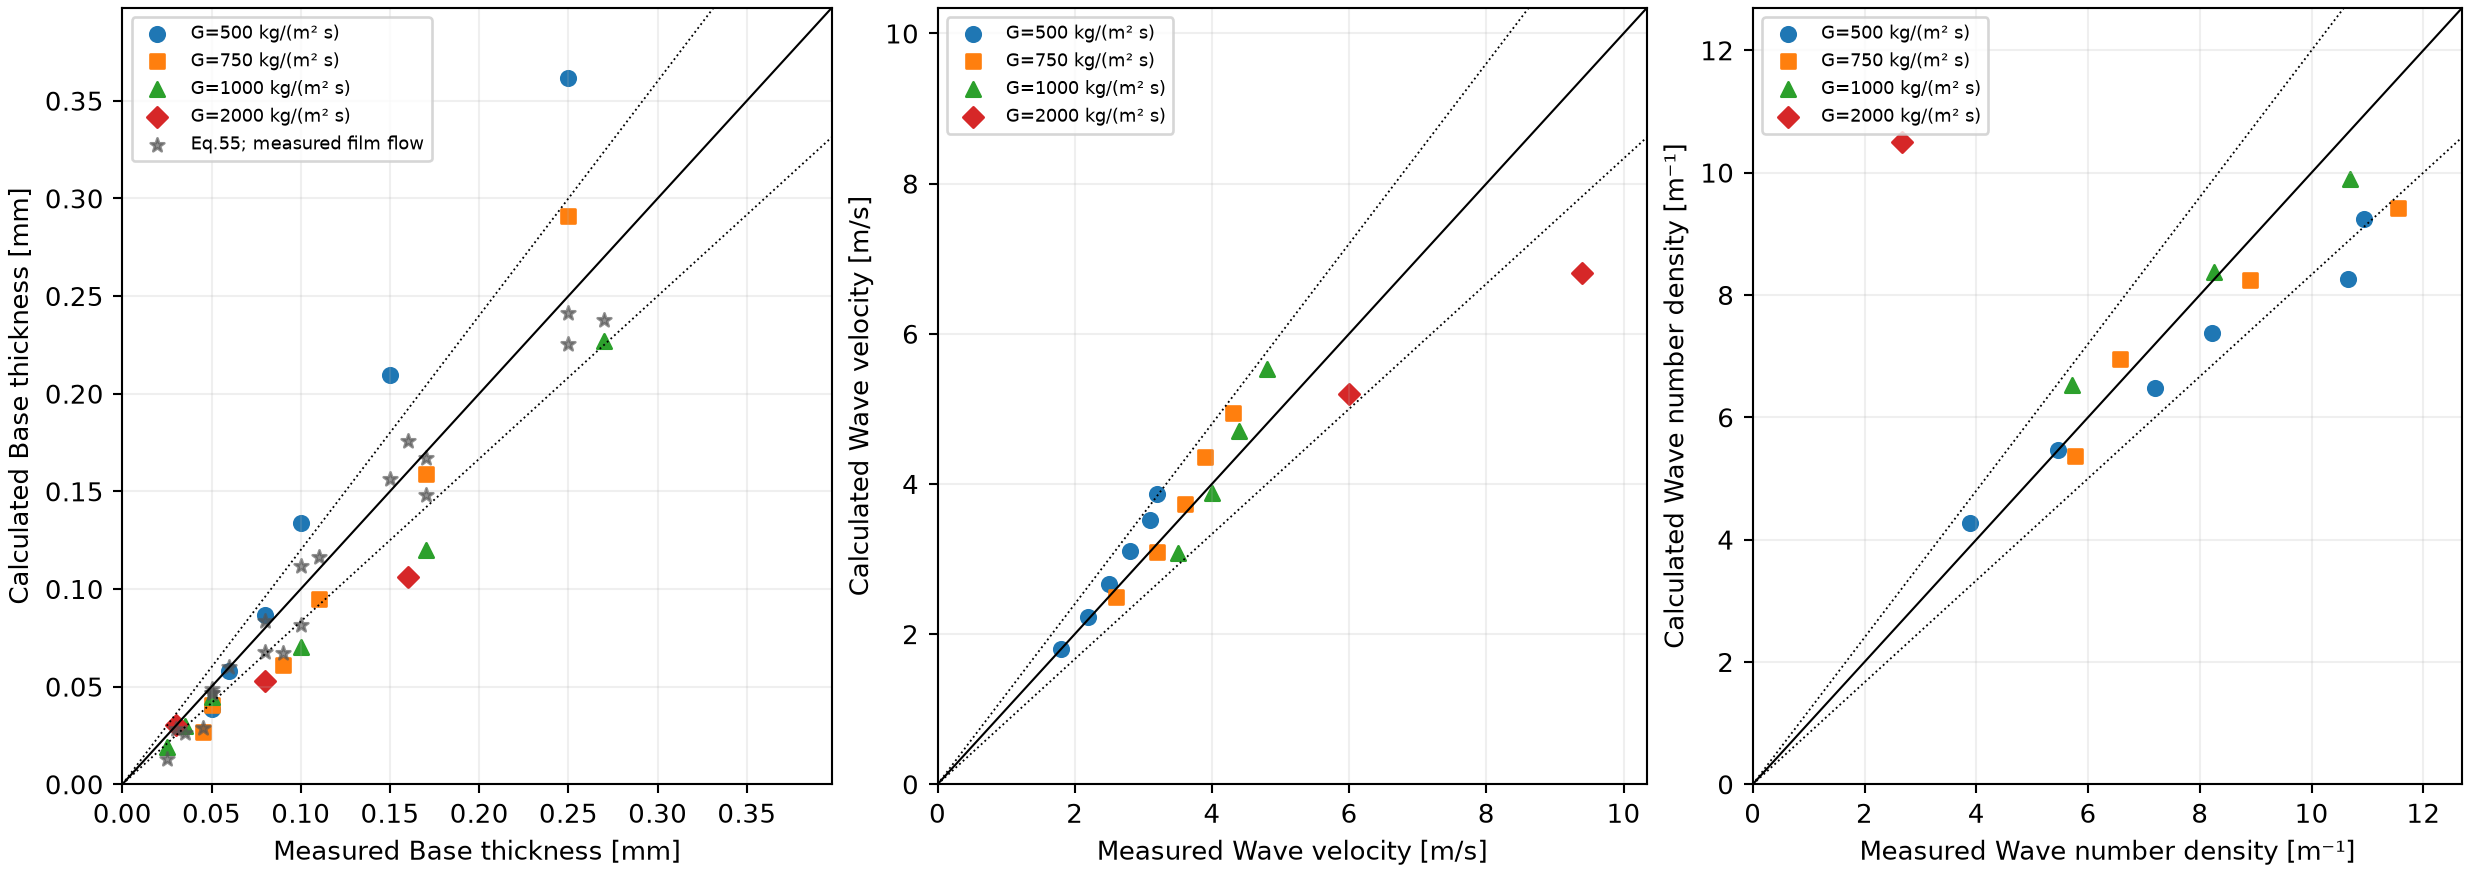 G=500 kg/(m² s)
G=750 kg/(m² s)
G=1000 kg/(m² s)
G=2000 kg/(m² s)
Eq.55; measured film flow
Calculated Base thickness [mm]
0.35
0.30
0.25
0.20
0.15
0.10
0.05
0.00
0.00 0.05 0.10 0.15 0.20 0.25 0.30 0.35
Measured Base thickness [mm]
G=500 kg/(m² s)
G=750 kg/(m² s)
G=1000 kg/(m² s)
G=2000 kg/(m² s)
Calculated Wave velocity [m/s]
10
8
6
4
2
0
0 2 4 6 8 10
Measured Wave velocity [m/s]
G=500 kg/(m² s)
G=750 kg/(m² s)
G=1000 kg/(m² s)
G=2000 kg/(m² s)
Calculated Wave number density [m⁻¹]
12
10
8
6
4
2
0
0 2 4 6 8 10 12
Measured Wave number density [m⁻¹]